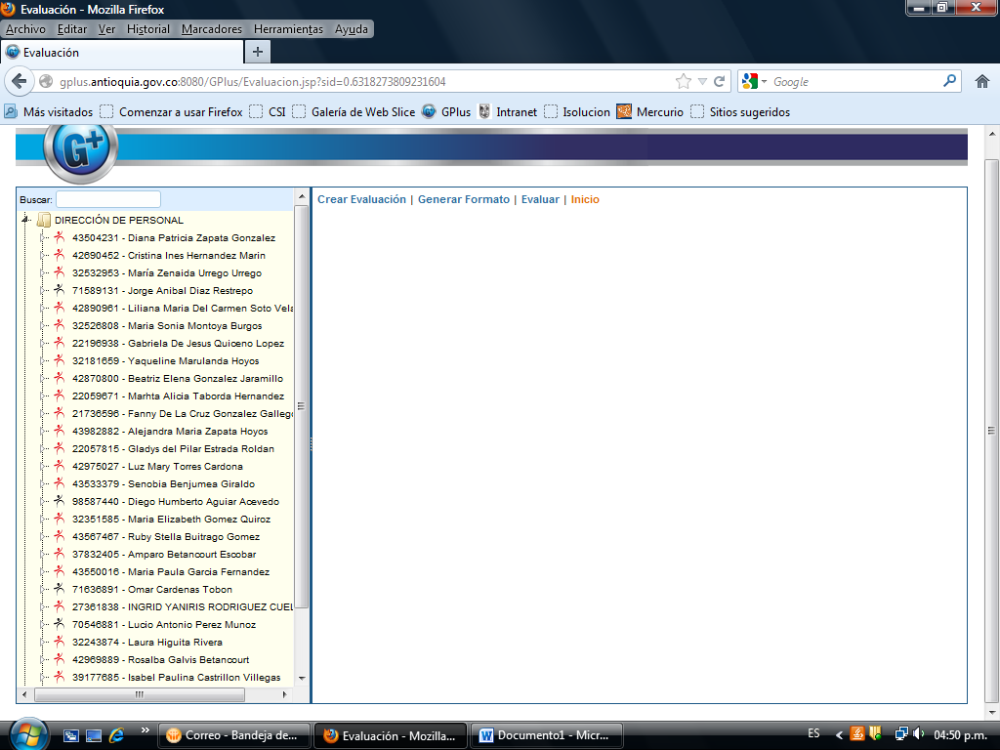 Evaluación - Mozilla Firefox
Archivo Editar Ver Historial Marcadores Herramientas Ayuda
Evaluación
gplus.antioquia.gov.co:8080/GPlus/Evaluacion.jsp?sid=0.6318273809231604 Google
Más visitados Comenzar a usar Firefox CSI Galería de Web Slice GPlus Intranet Isolucion Mercurio Sitios sugeridos
G+
Buscar:
Crear Evaluación | Generar Formato | Evaluar | Inicio
DIRECCIÓN DE PERSONAL
43504231 - Diana Patricia Zapata Gonzalez
42690452 - Cristina Ines Hernandez Marin
32532953 - María Zenaida Urrego Urrego
71589131 - Jorge Anibal Diaz Restrepo
42890961 - Liliana Maria Del Carmen Soto Vela
32526808 - Maria Sonia Montoya Burgos
22196938 - Gabriela De Jesus Quiceno Lopez
32181659 - Yaqueline Marulanda Hoyos
42870800 - Beatriz Elena Gonzalez Jaramillo
22059671 - Marhta Alicia Taborda Hernandez
21736596 - Fanny De La Cruz Gonzalez Gallego
43982882 - Alejandra Maria Zapata Hoyos
22057815 - Gladys del Pilar Estrada Roldan
42975027 - Luz Mary Torres Cardona
43533379 - Senobia Benjumea Giraldo
98587440 - Diego Humberto Aguiar Acevedo
32351585 - Maria Elizabeth Gomez Quiroz
43567467 - Ruby Stella Buitrago Gomez
37832405 - Amparo Betancourt Escobar
43550016 - Maria Paula Garcia Fernandez
71636891 - Omar Cardenas Tobon
27361838 - INGRID YANIRIS RODRIGUEZ CUEL
70546881 - Lucio Antonio Perez Munoz
32243874 - Laura Higuita Rivera
42969889 - Rosalba Galvis Betancourt
39177685 - Isabel Paulina Castrillon Villegas
Correo - Bandeja de... Evaluación - Mozilla... Documento1 - Micr... ES 04:50 p.m.